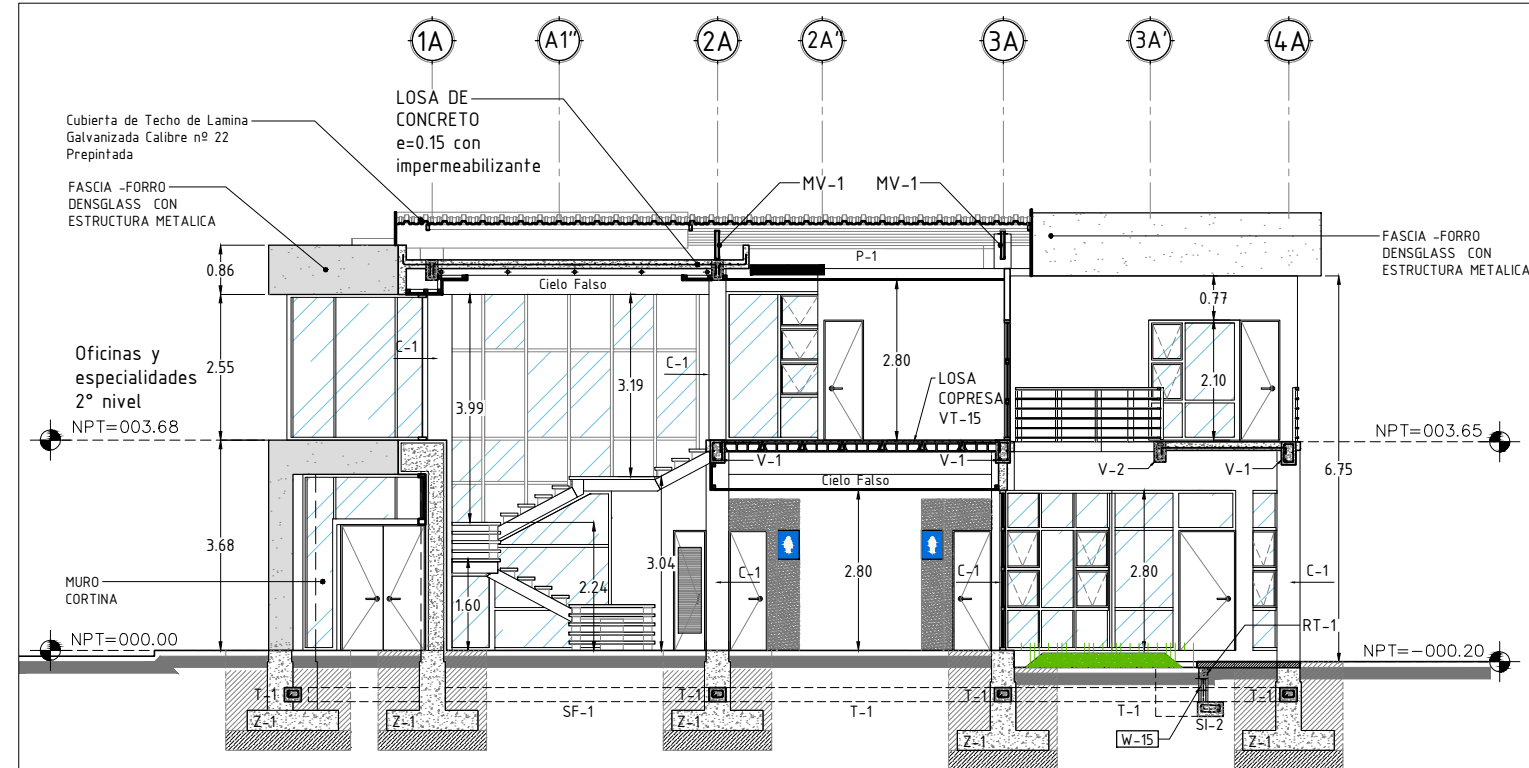 1A
A1"
2A
2A"
3A
3A'
4A
LOSA DE
CONCRETO
e=0.15 con
impermeabilizante
Cubierta de Techo de Lamina
Galvanizada Calibre nº 22
Prepintada
FASCIA -FORRO
DENSGLASS CON
ESTRUCTURA METALICA
MV-1
MV-1
P-1
FASCIA -FORRO
DENSGLASS CON
ESTRUCTURA METALICA
0.86
Cielo Falso
0.77
Oficinas y
especialidades
2° nivel
2.55
C-1
C-1
3.99
3.19
2.80
2.10
LOSA
COPRESA
VT-15
NPT=003.68
NPT=003.65
V-1
V-1
V-2
V-1
6.75
Cielo Falso
3.68
MURO
CORTINA
1.60
2.24
3.04
C-1
2.80
C-1
2.80
C-1
RT-1
NPT=000.00
NPT=-000.20
T-1
T-1
T-1
T-1
SF-1
T-1
T-1
Z-1
Z-1
Z-1
Z-1
Z-1
SI-2
W-15